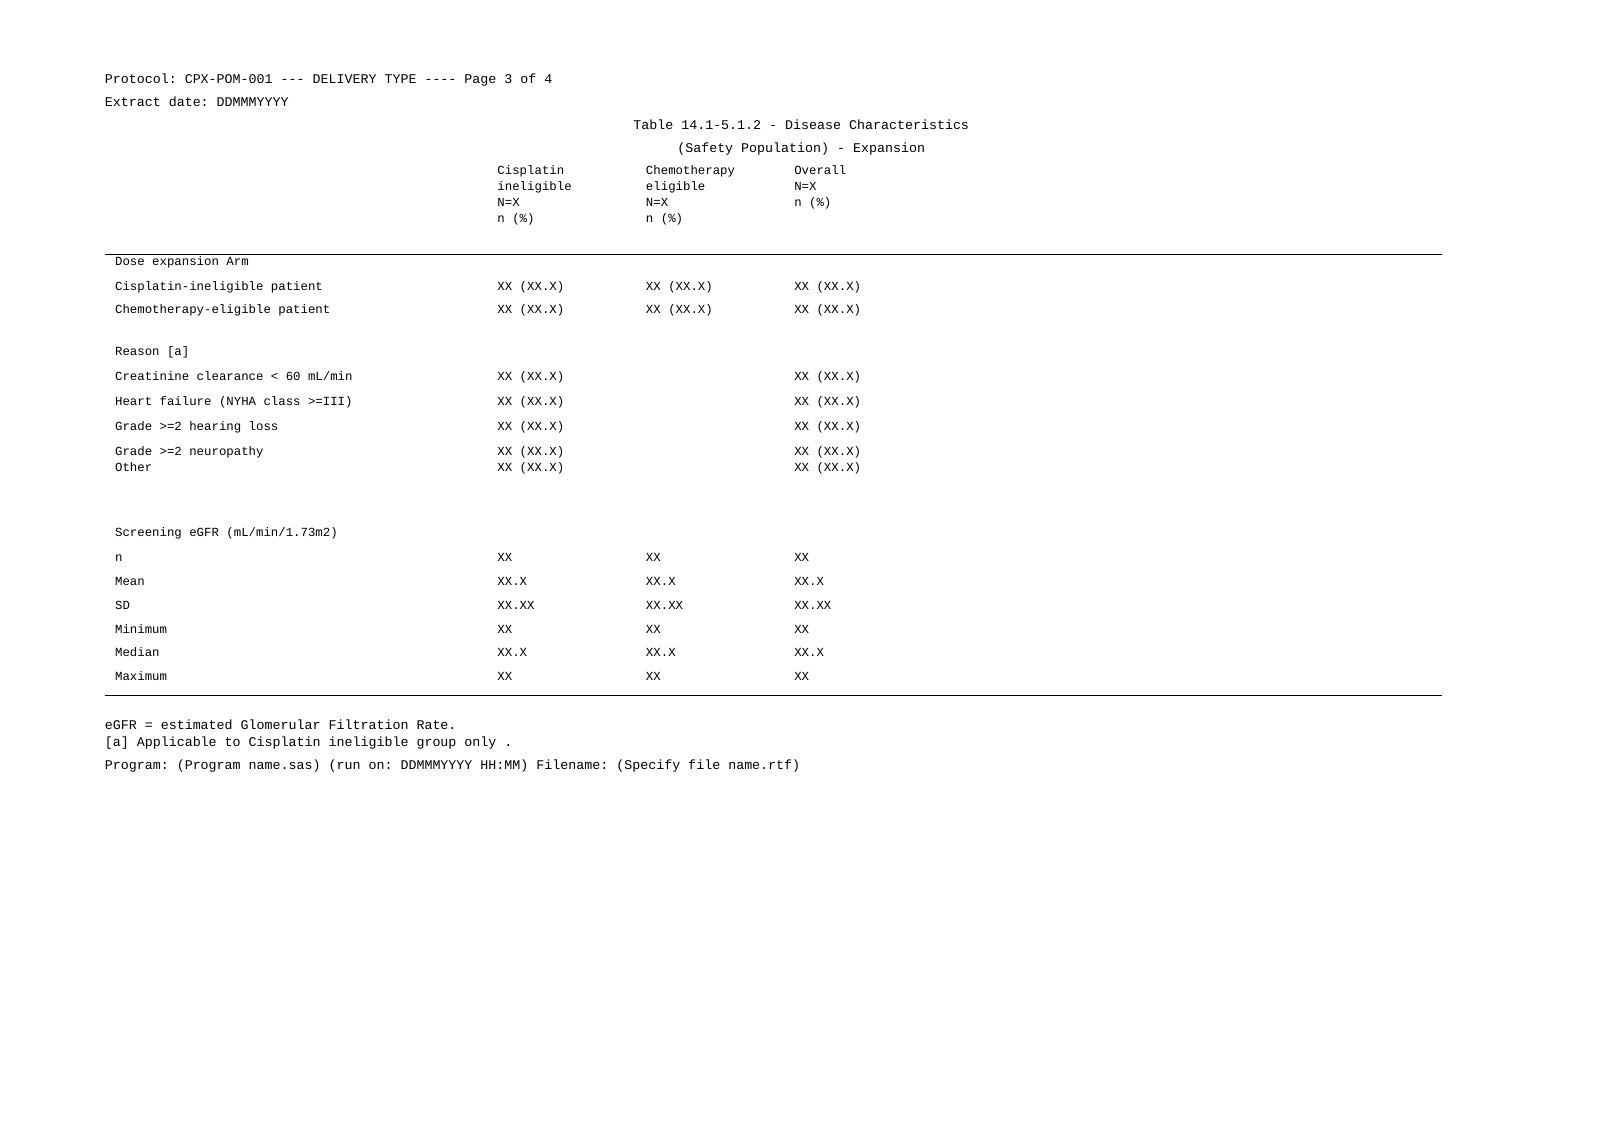 Protocol: CPX-POM-001 --- DELIVERY TYPE ---- Page 3 of 4
Extract date: DDMMMYYYY
Table 14.1-5.1.2 - Disease Characteristics
(Safety Population) - Expansion
Cisplatin Chemotherapy Overall
ineligible eligible N=X
N=X N=X n (%)
n (%) n (%)
Dose expansion Arm
Cisplatin-ineligible patient XX (XX.X) XX (XX.X) XX (XX.X)
Chemotherapy-eligible patient XX (XX.X) XX (XX.X) XX (XX.X)
Reason [a]
Creatinine clearance < 60 mL/min XX (XX.X) XX (XX.X)
Heart failure (NYHA class >=III) XX (XX.X) XX (XX.X)
Grade >=2 hearing loss XX (XX.X) XX (XX.X)
Grade >=2 neuropathy XX (XX.X) XX (XX.X)
Other XX (XX.X) XX (XX.X)
Screening eGFR (mL/min/1.73m2)
n XX XX XX
Mean XX.X XX.X XX.X
SD XX.XX XX.XX XX.XX
Minimum XX XX XX
Median XX.X XX.X XX.X
Maximum XX XX XX
eGFR = estimated Glomerular Filtration Rate.
[a] Applicable to Cisplatin ineligible group only .
Program: (Program name.sas) (run on: DDMMMYYYY HH:MM) Filename: (Specify file name.rtf)